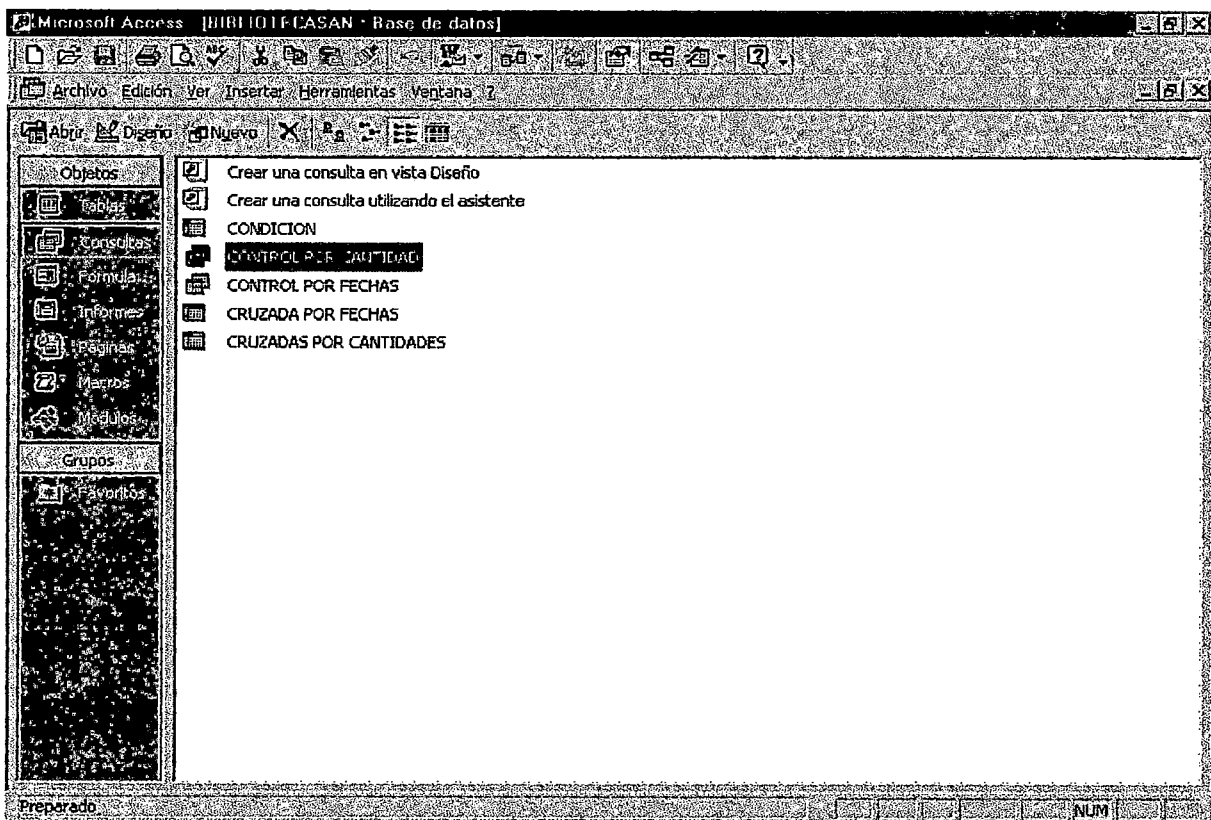 Microsoft Access - [BIBLIOTECASAN : Base de datos]
Archivo Edición Ver Insertar Herramientas Ventana ?
Abrir Diseño Nuevo
Objetos
Tablas
Consultas
Formula...
Informes
Páginas
Macros
Módulos
Grupos
Favoritos
Crear una consulta en vista Diseño
Crear una consulta utilizando el asistente
CONDICION
CONTROL POR CANTIDAD
CONTROL POR FECHAS
CRUZADA POR FECHAS
CRUZADAS POR CANTIDADES
Preparado
NUM